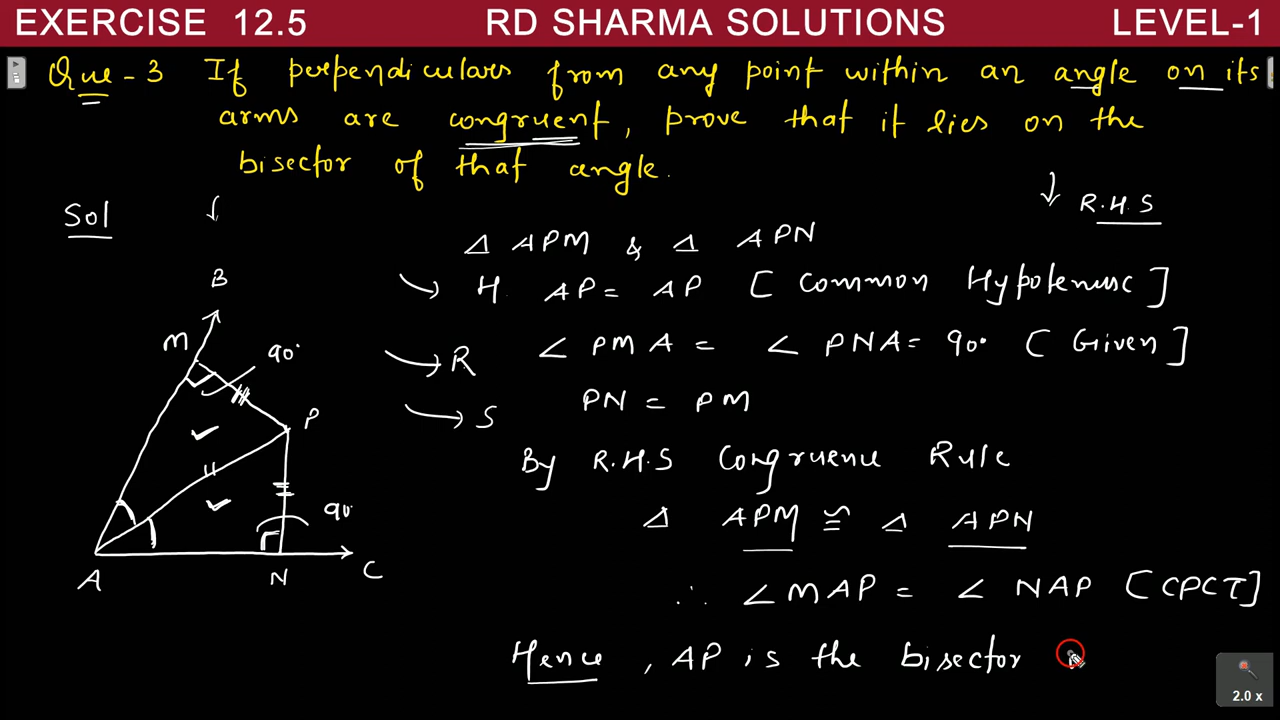 EXERCISE 12.5 RD SHARMA SOLUTIONS LEVEL-1
Que - 3 If perpendiculars from any point within an angle on its
arms are congruent, prove that it lies on the
bisector of that angle.
Sol
R.H.S
△ APM & △ APN
H. AP = AP [Common Hypotenusc]
R ∠ PMA = ∠ PNA = 90° [Given]
S PN = PM
By R.H.S Congruence Rule
△ APM ≅ △ APN
∴ ∠MAP = ∠ NAP [CPCT]
Hence, AP is the bisector
B
M
90°
P
90°
A
N
C
2.0 x